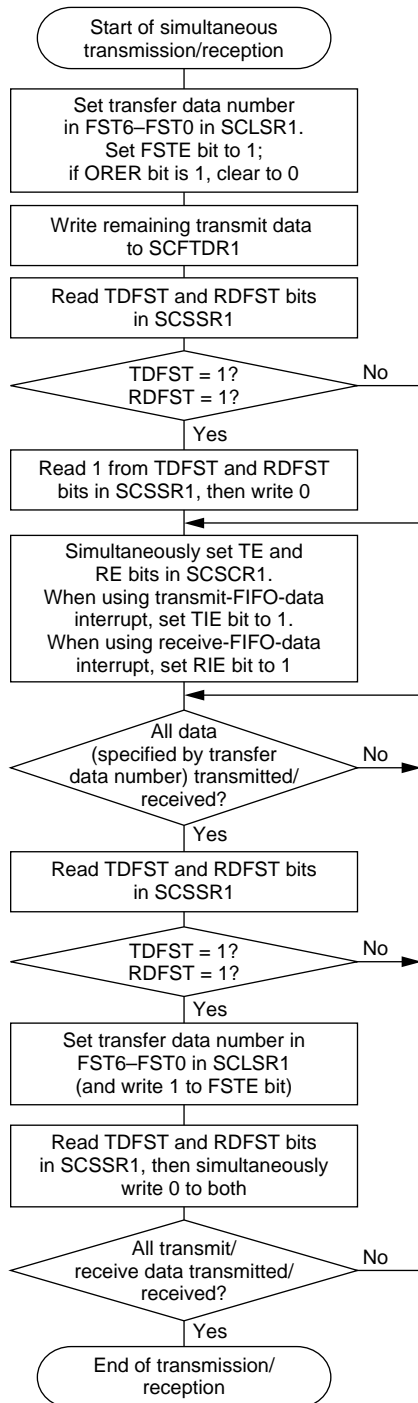 Start of simultaneous
transmission/reception
Set transfer data number
in FST6–FST0 in SCLSR1.
Set FSTE bit to 1;
if ORER bit is 1, clear to 0
Write remaining transmit data
to SCFTDR1
Read TDFST and RDFST bits
in SCSSR1
TDFST = 1?
RDFST = 1?
No
Yes
Read 1 from TDFST and RDFST
bits in SCSSR1, then write 0
Simultaneously set TE and
RE bits in SCSCR1.
When using transmit-FIFO-data
interrupt, set TIE bit to 1.
When using receive-FIFO-data
interrupt, set RIE bit to 1
All data
(specified by transfer
data number) transmitted/
received?
No
Yes
Read TDFST and RDFST bits
in SCSSR1
TDFST = 1?
RDFST = 1?
No
Yes
Set transfer data number in
FST6–FST0 in SCLSR1
(and write 1 to FSTE bit)
Read TDFST and RDFST bits
in SCSSR1, then simultaneously
write 0 to both
All transmit/
receive data transmitted/
received?
No
Yes
End of transmission/
reception